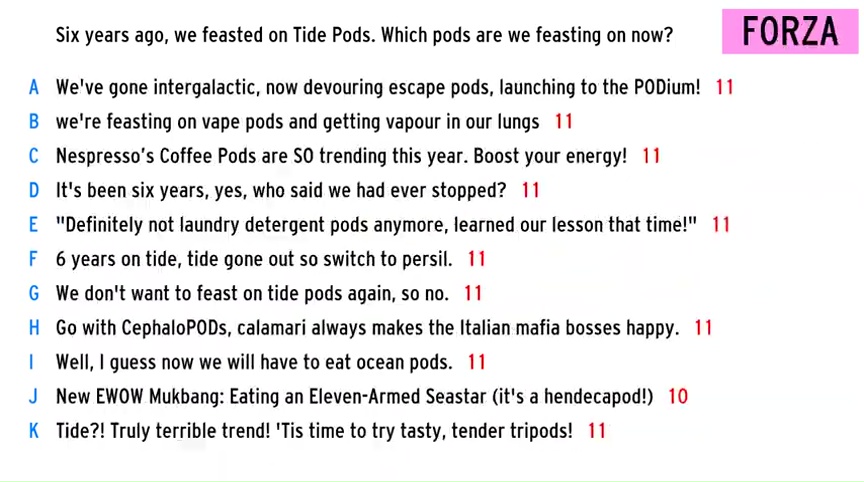 Six years ago, we feasted on Tide Pods. Which pods are we feasting on now?
FORZA
A We've gone intergalactic, now devouring escape pods, launching to the PODium! 11
B we're feasting on vape pods and getting vapour in our lungs 11
C Nespresso's Coffee Pods are SO trending this year. Boost your energy! 11
D It's been six years, yes, who said we had ever stopped? 11
E "Definitely not laundry detergent pods anymore, learned our lesson that time!" 11
F 6 years on tide, tide gone out so switch to persil. 11
G We don't want to feast on tide pods again, so no. 11
H Go with CephaloPODs, calamari always makes the Italian mafia bosses happy. 11
I Well, I guess now we will have to eat ocean pods. 11
J New EWOW Mukbang: Eating an Eleven-Armed Seastar (it's a hendecapod!) 10
K Tide?! Truly terrible trend! 'Tis time to try tasty, tender tripods! 11